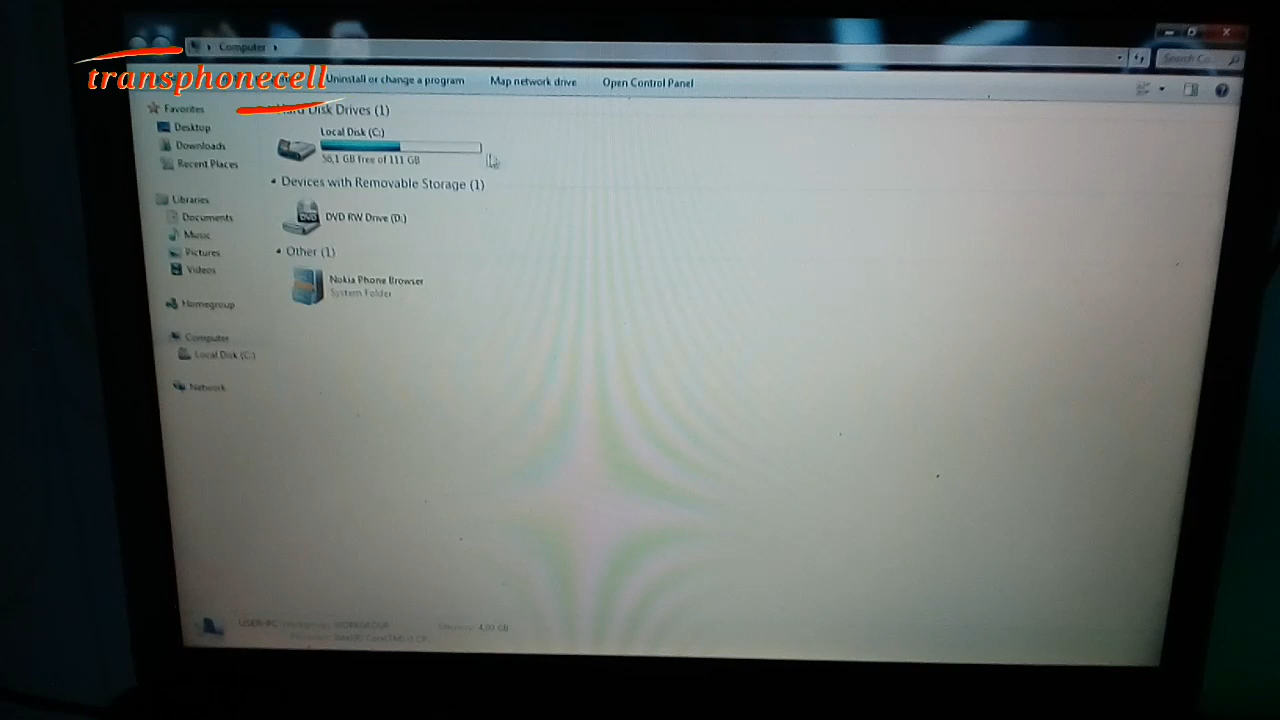 Computer
Search Co...
transphonecell
Uninstall or change a program
Map network drive
Open Control Panel
Favorites
Desktop
Downloads
Recent Places
Libraries
Documents
Music
Pictures
Videos
Homegroup
Computer
Local Disk (C:)
Network
Hard Disk Drives (1)
Local Disk (C:)
56,1 GB free of 111 GB
Devices with Removable Storage (1)
DVD RW Drive (D:)
Other (1)
Nokia Phone Browser
System Folder
USER-PC Workgroup: WORKGROUP
Memory: 4,00 GB
Processor: Intel(R) Core(TM) i3 CP...